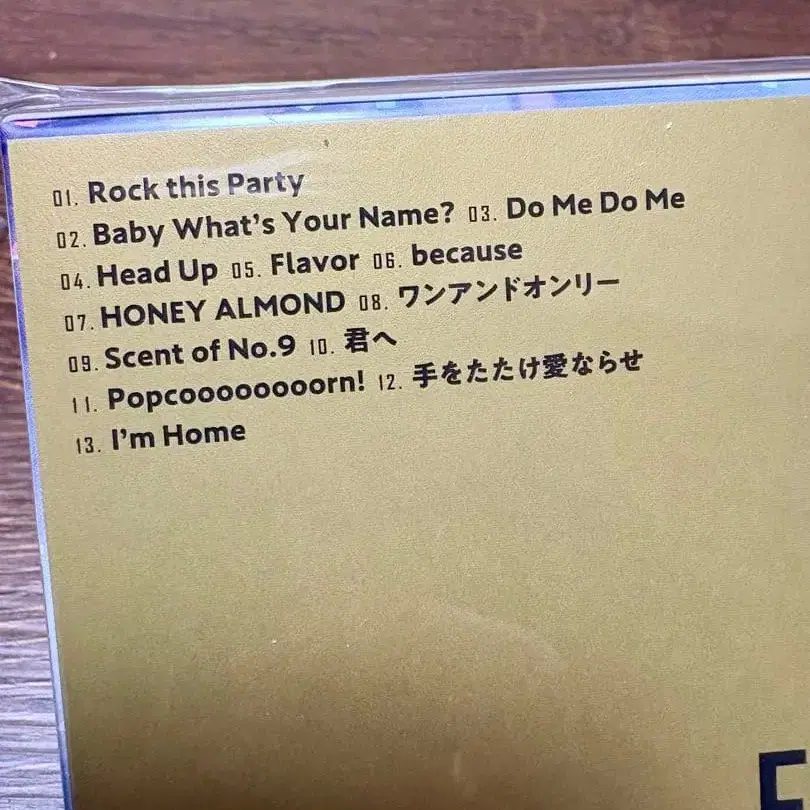 01. Rock this Party
02. Baby What's Your Name? 03. Do Me Do Me
04. Head Up 05. Flavor 06. because
07. HONEY ALMOND 08. ワンアンドオンリー
09. Scent of No.9 10. 君へ
11. Popcoooooooorn! 12. 手をたたけ愛ならせ
13. I'm Home